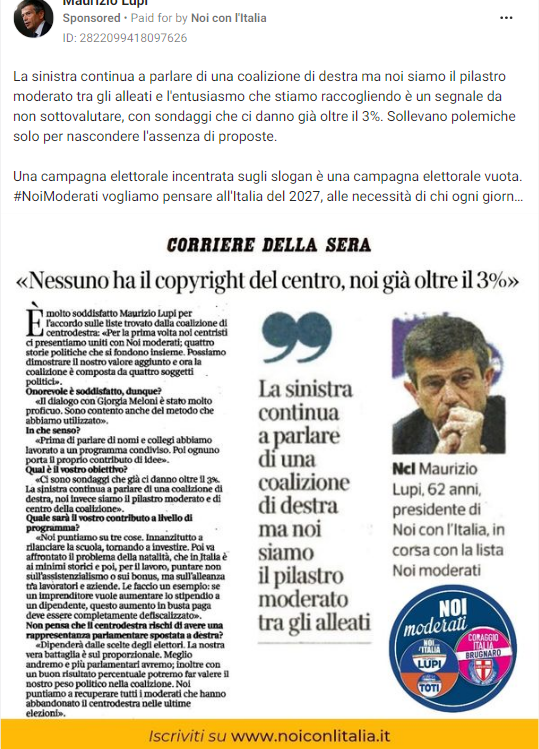 Maurizio Lupi
Sponsored • Paid for by Noi con l'Italia
ID: 2822099418097626
La sinistra continua a parlare di una coalizione di destra ma noi siamo il pilastro
moderato tra gli alleati e l'entusiasmo che stiamo raccogliendo è un segnale da
non sottovalutare, con sondaggi che ci danno già oltre il 3%. Sollevano polemiche
solo per nascondere l'assenza di proposte.
Una campagna elettorale incentrata sugli slogan è una campagna elettorale vuota.
#NoiModerati vogliamo pensare all'Italia del 2027, alle necessità di chi ogni giorn...
CORRIERE DELLA SERA
«Nessuno ha il copyright del centro, noi già oltre il 3%»
È molto soddisfatto Maurizio Lupi per
l'accordo sulle liste trovato dalla coalizione di
centrodestra: «Per la prima volta noi centristi
ci presentiamo uniti con Noi moderati; quattro
storie politiche che si fondono insieme. Possiamo
dimostrare il nostro valore aggiunto e ora la
coalizione è composta da quattro soggetti
politici».
Onorevole è soddisfatto, dunque?
«Il dialogo con Giorgia Meloni è stato molto
proficuo. Sono contento anche del metodo che
abbiamo utilizzato».
In che senso?
«Prima di parlare di nomi e collegi abbiamo
lavorato a un programma condiviso. Poi ognuno
porta il proprio contributo di idee».
Qual è il vostro obiettivo?
«Ci sono sondaggi che già ci danno oltre il 3%.
La sinistra continua a parlare di una coalizione di
destra, noi invece siamo il pilastro moderato e di
centro della coalizione».
Quale sarà il vostro contributo a livello di
programma?
«Noi puntiamo su tre cose. Innanzitutto a
rilanciare la scuola, tornando a investire. Poi va
affrontato il problema della natalità, che in Italia è
ai minimi storici e poi, per il lavoro, puntare non
sull'assistenzialismo o sui bonus, ma sull'alleanza
tra lavoratori e aziende. Le faccio un esempio: se
un imprenditore vuole aumentare lo stipendio a
un dipendente, questo aumento in busta paga
deve essere completamente defiscalizzato».
Non pensa che il centrodestra rischi di avere una
rappresentanza parlamentare spostata a destra?
«Dipenderà dalle scelte degli elettori. La nostra
vera battaglia è sul proporzionale. Meglio
andremo e più parlamentari avremo; inoltre con
un buon risultato percentuale potremo far valere il
nostro peso politico nella coalizione. Noi
puntiamo a recuperare tutti i moderati che hanno
abbandonato il centrodestra nelle ultime
elezioni».
La sinistra
continua
a parlare
di una
coalizione
di destra
ma noi
siamo
il pilastro
moderato
tra gli alleati
Ncl Maurizio
Lupi, 62 anni,
presidente di
Noi con l'Italia, in
corsa con la lista
Noi moderati
NOI
moderati
NOI CON
L'ITALIA
LUPI
CORAGGIO
ITALIA
BRUGNARO
TOTI
Iscriviti su www.noiconlitalia.it